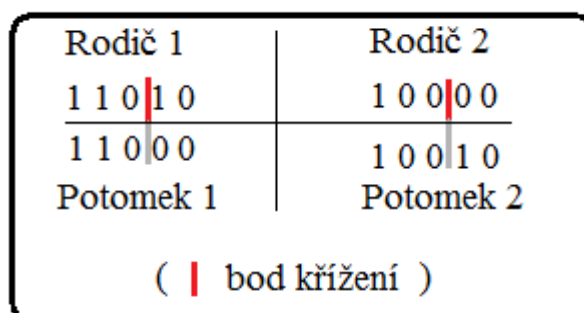 Rodič 1 Rodič 2
1 1 0 1 0 1 0 0 0 0
1 1 0 0 0 1 0 0 1 0
Potomek 1 Potomek 2
( | bod křížení )